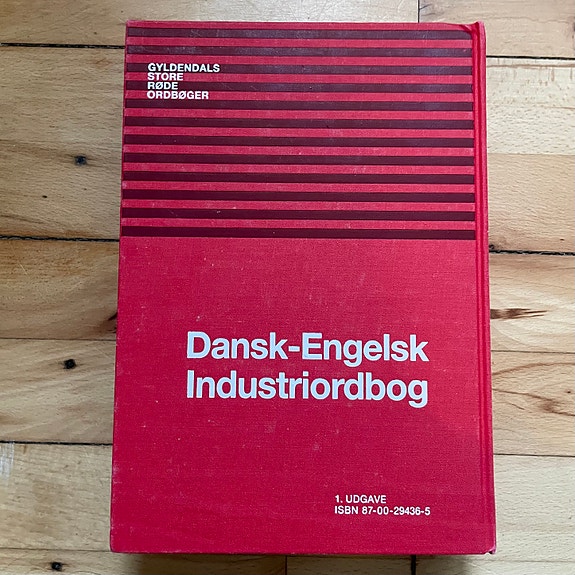 GYLDENDALS
STORE
RØDE
ORDBØGER
Dansk-Engelsk
Industriordbog
1. UDGAVE
ISBN 87-00-29436-5